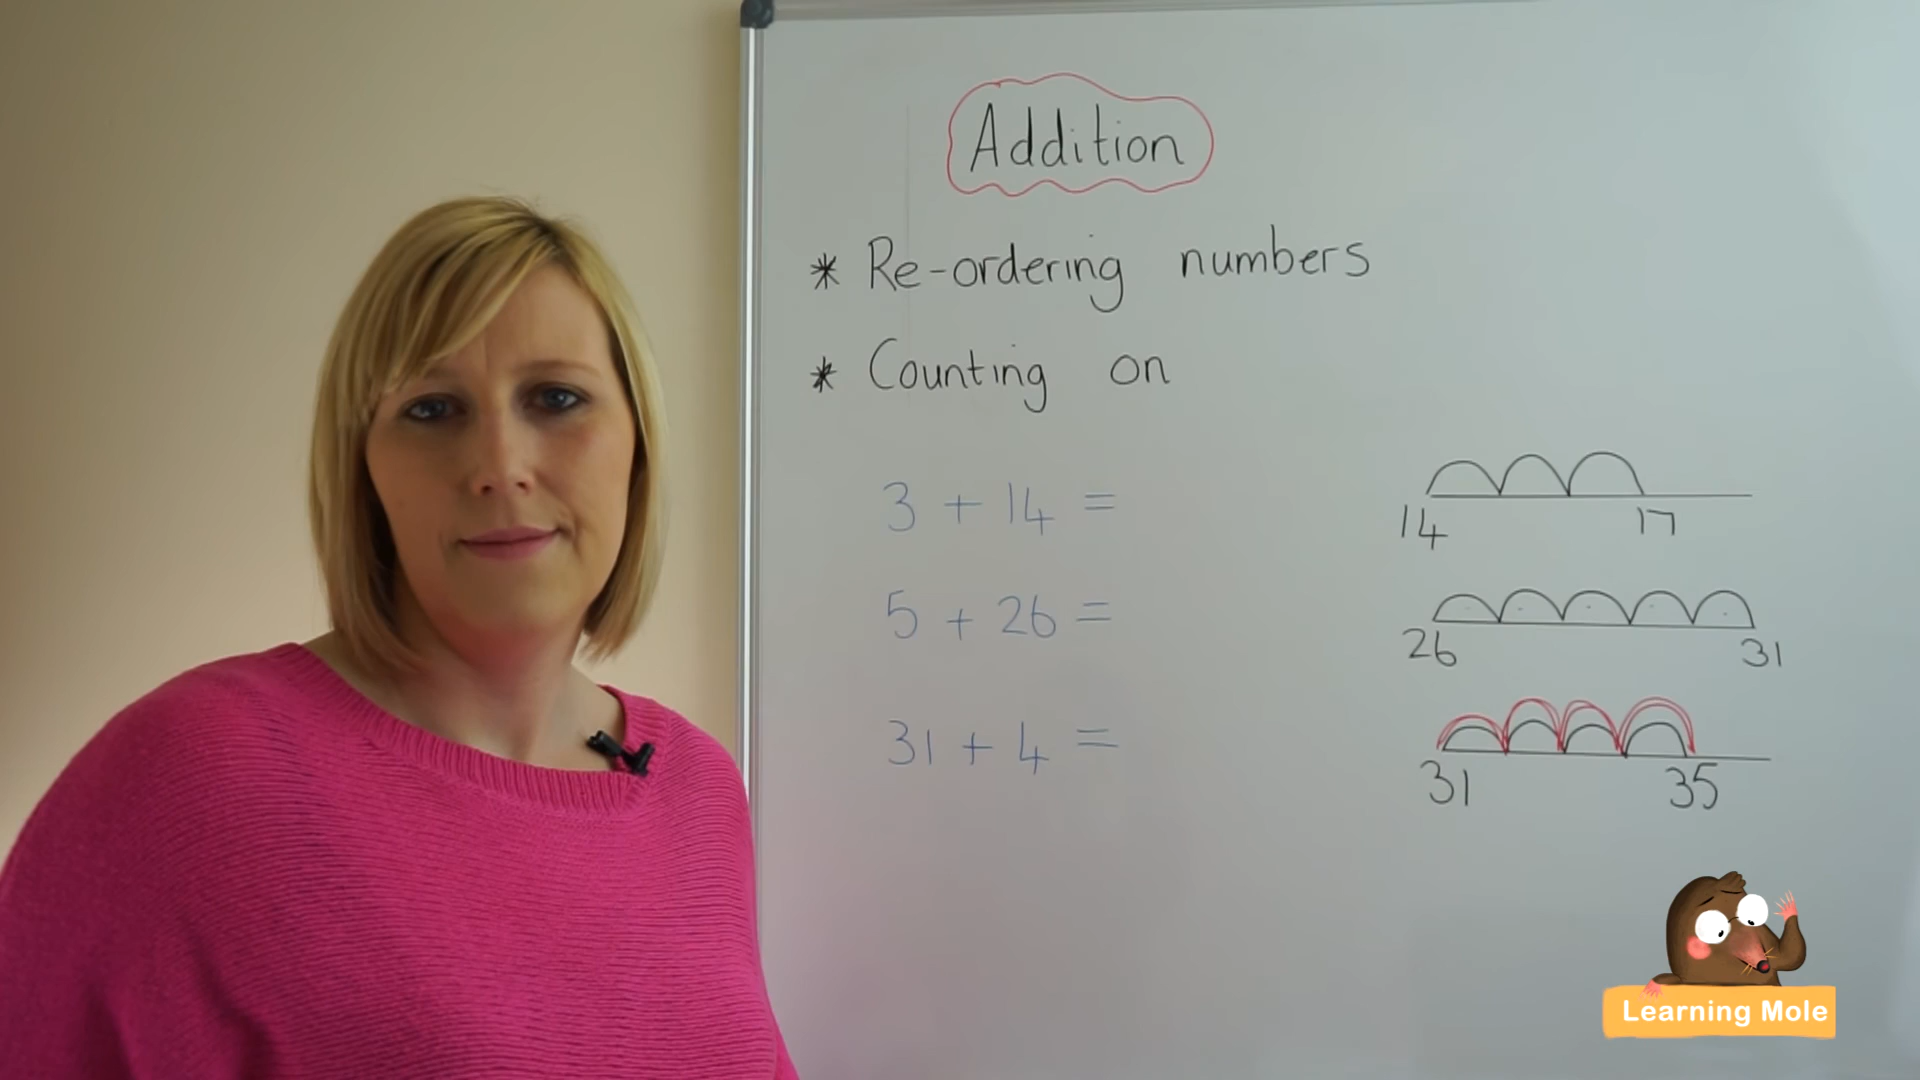 Addition
* Re-ordering numbers
* Counting on
3 + 14 =
14 17
5 + 26 =
26 31
31 + 4 =
31 35
Learning Mole